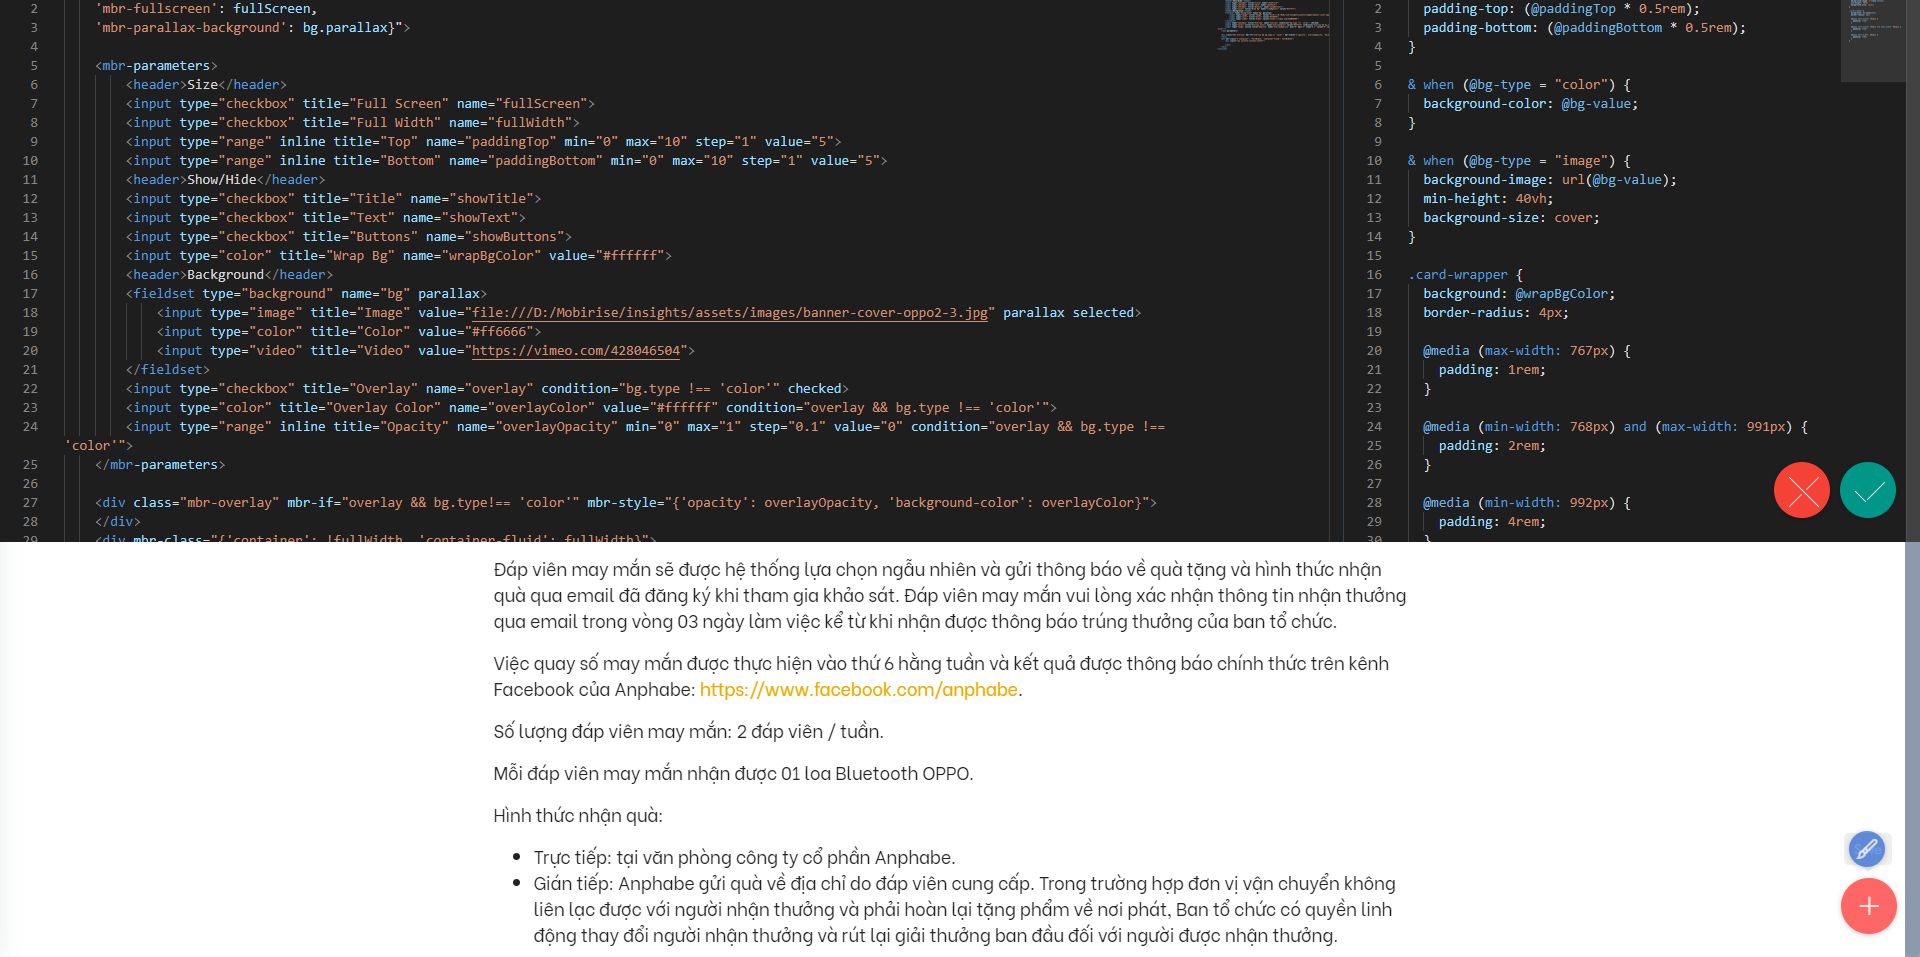 2 'mbr-fullscreen': fullScreen,
3 'mbr-parallax-background': bg.parallax}">
4
5 <mbr-parameters>
6 <header>Size</header>
7 <input type="checkbox" title="Full Screen" name="fullScreen">
8 <input type="checkbox" title="Full Width" name="fullWidth">
9 <input type="range" inline title="Top" name="paddingTop" min="0" max="10" step="1" value="5">
10 <input type="range" inline title="Bottom" name="paddingBottom" min="0" max="10" step="1" value="5">
11 <header>Show/Hide</header>
12 <input type="checkbox" title="Title" name="showTitle">
13 <input type="checkbox" title="Text" name="showText">
14 <input type="checkbox" title="Buttons" name="showButtons">
15 <input type="color" title="Wrap Bg" name="wrapBgColor" value="#ffffff">
16 <header>Background</header>
17 <fieldset type="background" name="bg" parallax>
18 <input type="image" title="Image" value="file:///D:/Mobirise/insights/assets/images/banner-cover-oppo2-3.jpg" parallax selected>
19 <input type="color" title="Color" value="#ff6666">
20 <input type="video" title="Video" value="https://vimeo.com/428046504">
21 </fieldset>
22 <input type="checkbox" title="Overlay" name="overlay" condition="bg.type !== 'color'" checked>
23 <input type="color" title="Overlay Color" name="overlayColor" value="#ffffff" condition="overlay && bg.type !== 'color'">
24 <input type="range" inline title="Opacity" name="overlayOpacity" min="0" max="1" step="0.1" value="0" condition="overlay && bg.type !==
'color'">
25 </mbr-parameters>
26
27 <div class="mbr-overlay" mbr-if="overlay && bg.type!== 'color'" mbr-style="{'opacity': overlayOpacity, 'background-color': overlayColor}">
28 </div>
29 <div mbr-class="{'container': !fullWidth, 'container-fluid': fullWidth}">
2 padding-top: (@paddingTop * 0.5rem);
3 padding-bottom: (@paddingBottom * 0.5rem);
4 }
5
6 & when (@bg-type = "color") {
7 background-color: @bg-value;
8 }
9
10 & when (@bg-type = "image") {
11 background-image: url(@bg-value);
12 min-height: 40vh;
13 background-size: cover;
14 }
15
16 .card-wrapper {
17 background: @wrapBgColor;
18 border-radius: 4px;
19
20 @media (max-width: 767px) {
21 padding: 1rem;
22 }
23
24 @media (min-width: 768px) and (max-width: 991px) {
25 padding: 2rem;
26 }
27
28 @media (min-width: 992px) {
29 padding: 4rem;
30 }
Đáp viên may mắn sẽ được hệ thống lựa chọn ngẫu nhiên và gửi thông báo về quà tặng và hình thức nhận
quà qua email đã đăng ký khi tham gia khảo sát. Đáp viên may mắn vui lòng xác nhận thông tin nhận thưởng
qua email trong vòng 03 ngày làm việc kể từ khi nhận được thông báo trúng thưởng của ban tổ chức.
Việc quay số may mắn được thực hiện vào thứ 6 hằng tuần và kết quả được thông báo chính thức trên kênh
Facebook của Anphabe: https://www.facebook.com/anphabe.
Số lượng đáp viên may mắn: 2 đáp viên / tuần.
Mỗi đáp viên may mắn nhận được 01 loa Bluetooth OPPO.
Hình thức nhận quà:
• Trực tiếp: tại văn phòng công ty cổ phần Anphabe.
• Gián tiếp: Anphabe gửi quà về địa chỉ do đáp viên cung cấp. Trong trường hợp đơn vị vận chuyển không
liên lạc được với người nhận thưởng và phải hoàn lại tặng phẩm về nơi phát, Ban tổ chức có quyền linh
động thay đổi người nhận thưởng và rút lại giải thưởng ban đầu đối với người được nhận thưởng.